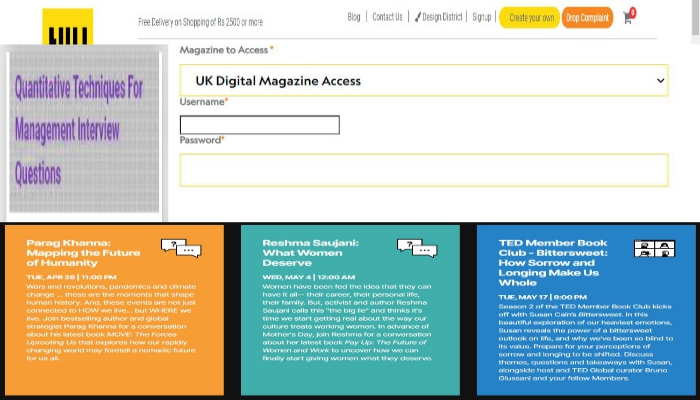 Free Delivery on Shopping of Rs 2500 or more
Blog | Contact Us | Design District | Signup | Create your own Drop Complaint 0
Magazine to Access *
UK Digital Magazine Access
Username*
Password*
Quantitative Techniques For
Management Interview
Questions
Parag Khanna:
Mapping the Future
of Humanity
TUE, APR 26 | 11:00 PM
Wars and revolutions, pandemics and climate
change ... these are the moments that shape
human history. And, these events are not just
connected to HOW we live... but WHERE we
live. Join bestselling author and global
strategist Parag Khanna for a conversation
about his latest book MOVE: The Forces
Uprooting Us that explores how our rapidly
changing world may foretell a nomadic future
for us all.
? ...
Reshma Saujani:
What Women
Deserve
WED, MAY 4 | 12:00 AM
Women have been fed the idea that they can
have it all-- their career, their personal life,
their family. But, activist and author Reshma
Saujani calls this "the big lie" and thinks it's
time we start getting real about the way our
culture treats working women. In advance of
Mother's Day, join Reshma for a conversation
about her latest book Pay Up: The Future of
Women and Work to uncover how we can
finally start giving women what they deserve.
? ...
TED Member Book
Club - Bittersweet:
How Sorrow and
Longing Make Us
Whole
TUE, MAY 17 | 8:00 PM
Season 2 of the TED Member Book Club kicks
off with Susan Cain's Bittersweet. In this
beautiful exploration of our heaviest emotions,
Susan reveals the power of a bittersweet
outlook on life, and why we've been so blind to
its value. Prepare for your perceptions of
sorrow and longing to be shifted. Discuss
themes, questions and takeaways with Susan,
alongside host and TED Global curator Bruno
Giussani and your fellow Members.